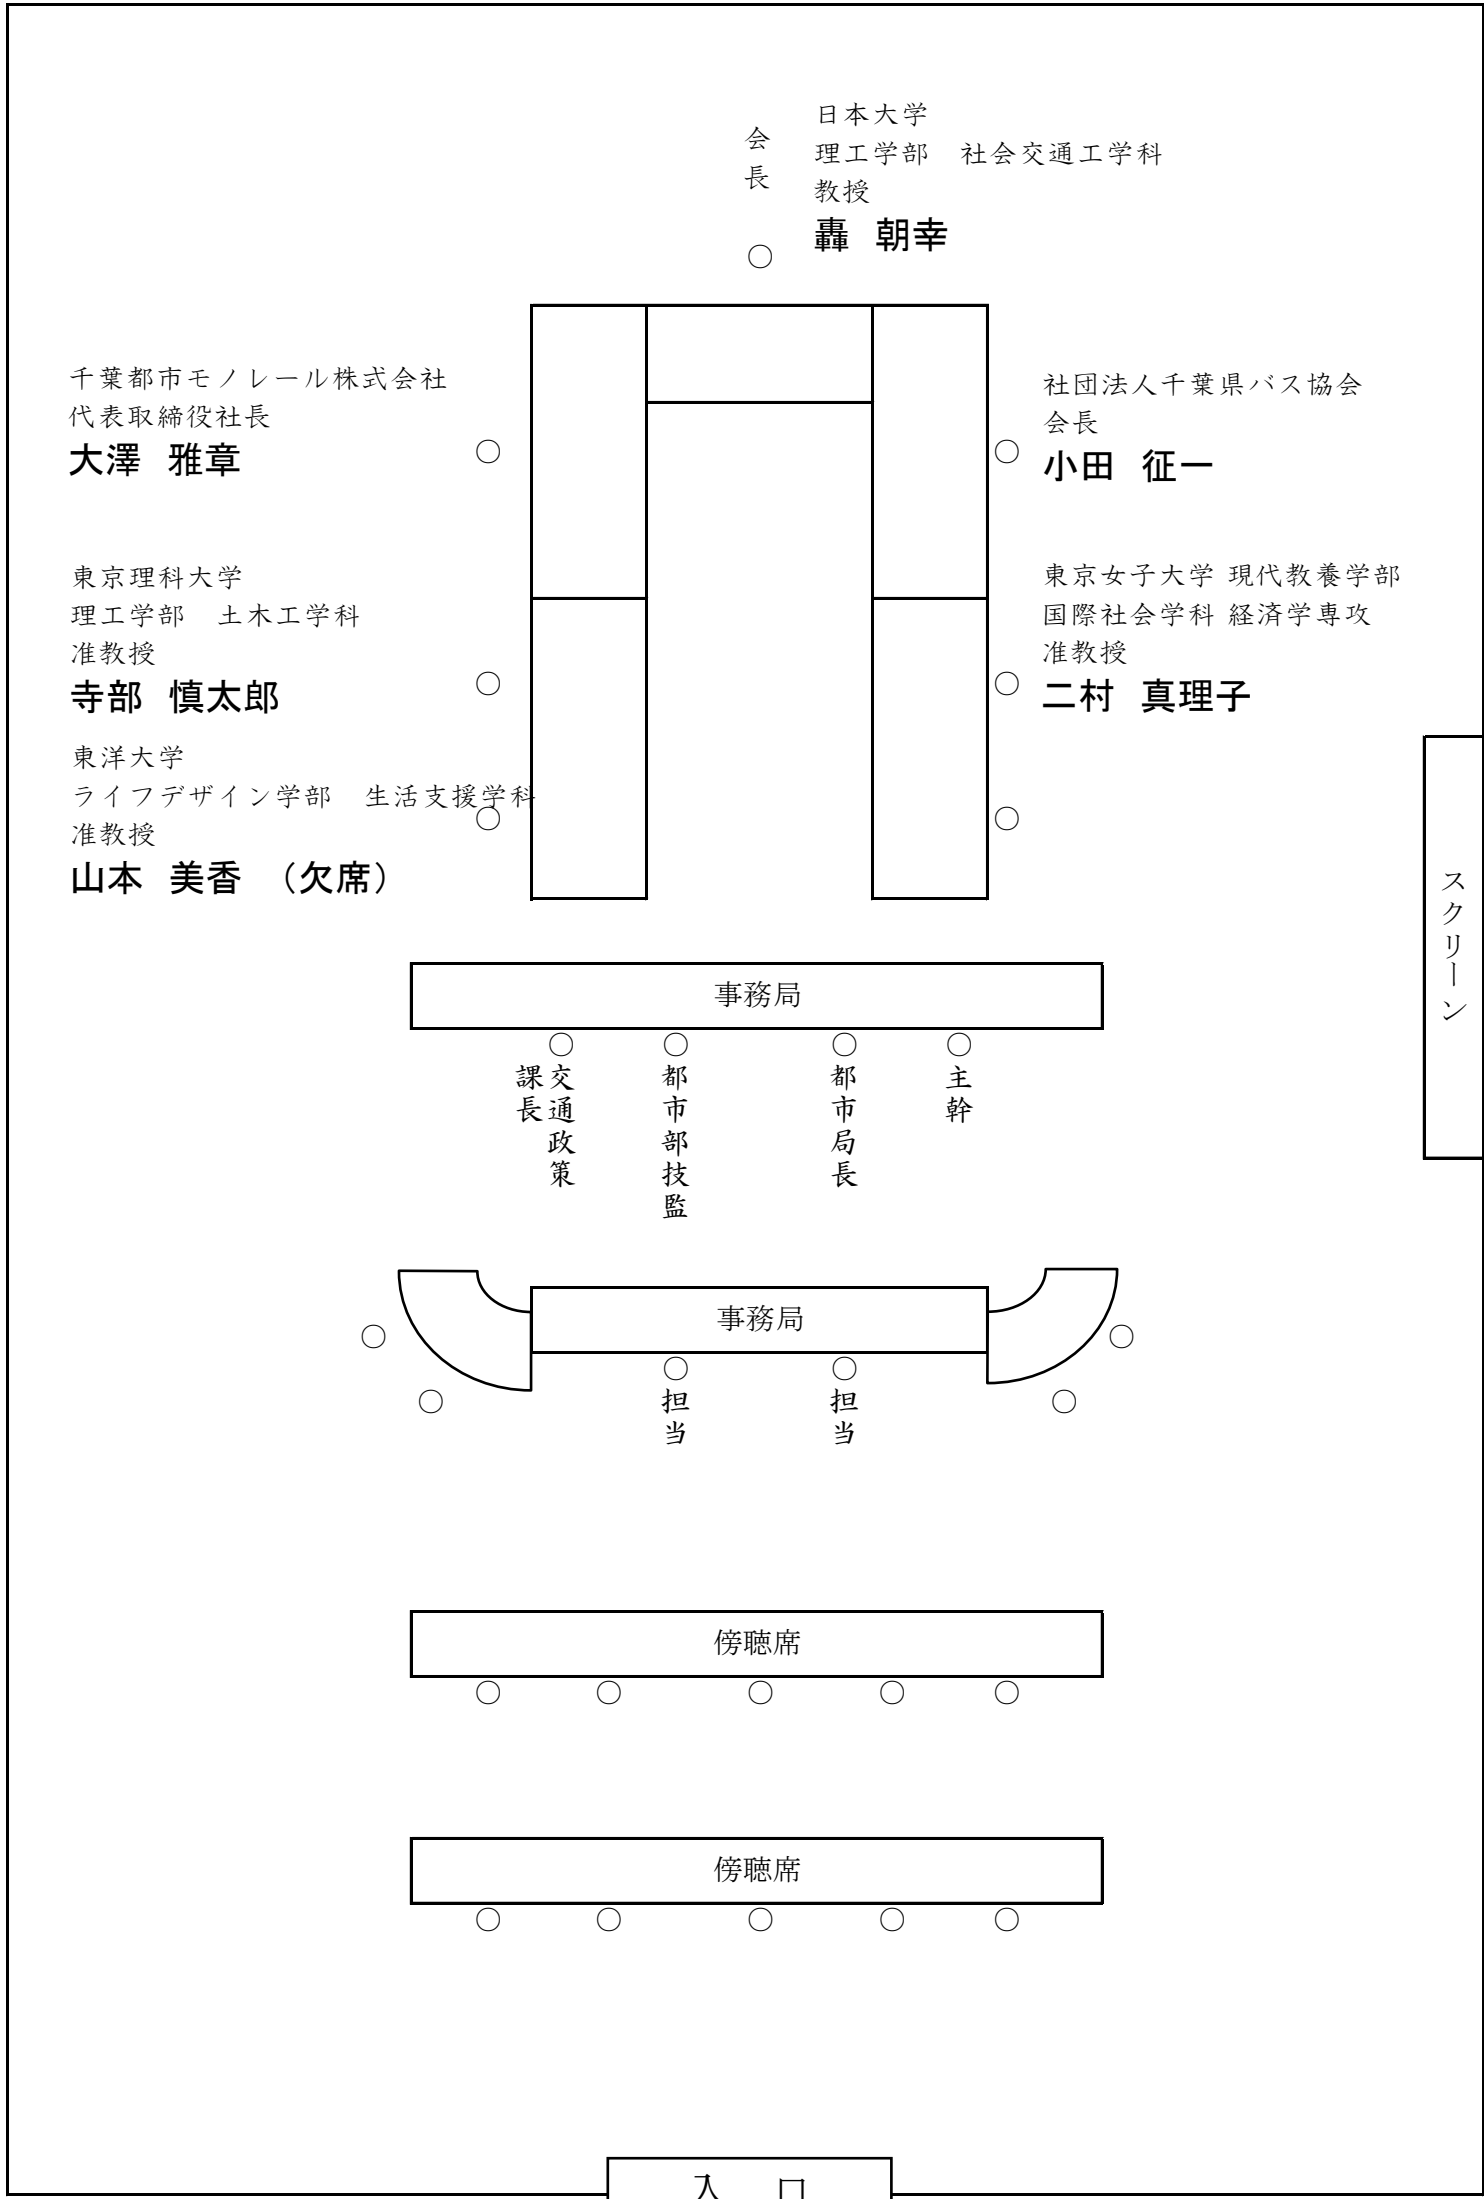 会長
日本大学
理工学部　社会交通工学科
教授
轟　朝幸
○
千葉都市モノレール株式会社
代表取締役社長
大澤　雅章
○
○
社団法人千葉県バス協会
会長
小田　征一
東京理科大学
理工学部　土木工学科
准教授
寺部　慎太郎
○
○
東京女子大学 現代教養学部
国際社会学科 経済学専攻
准教授
二村　真理子
東洋大学
ライフデザイン学部　生活支援学科
准教授
山本　美香　（欠席）
○
○
スクリーン
事務局
○ ○ ○ ○
交通政策
課長
都市部技監
都市局長
主幹
事務局
○ ○
○ ○ ○ ○
担当
担当
傍聴席
○ ○ ○ ○ ○
傍聴席
○ ○ ○ ○ ○
入　口